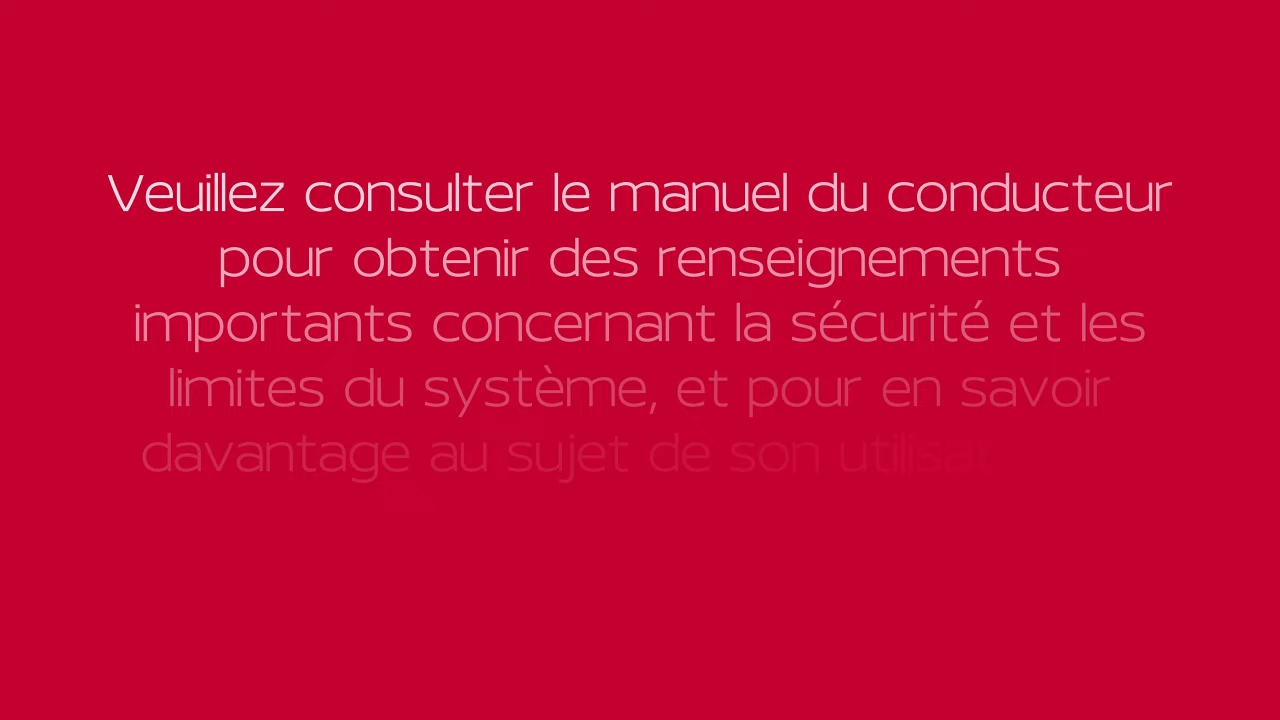 Veuillez consulter le manuel du conducteur
pour obtenir des renseignements
importants concernant la sécurité et les
limites du système, et pour en savoir
davantage au sujet de son